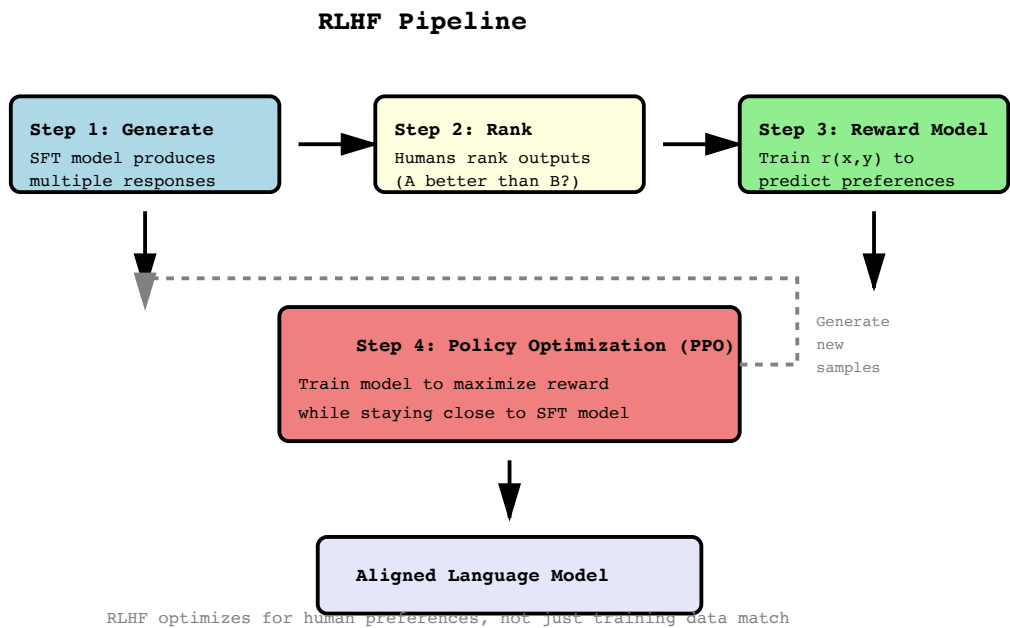 RLHF Pipeline
Step 1: Generate
SFT model produces
multiple responses
Step 2: Rank
Humans rank outputs
(A better than B?)
Step 3: Reward Model
Train r(x,y) to
predict preferences
Generate
new
samples
Step 4: Policy Optimization (PPO)
Train model to maximize reward
while staying close to SFT model
Aligned Language Model
RLHF optimizes for human preferences, not just training data match